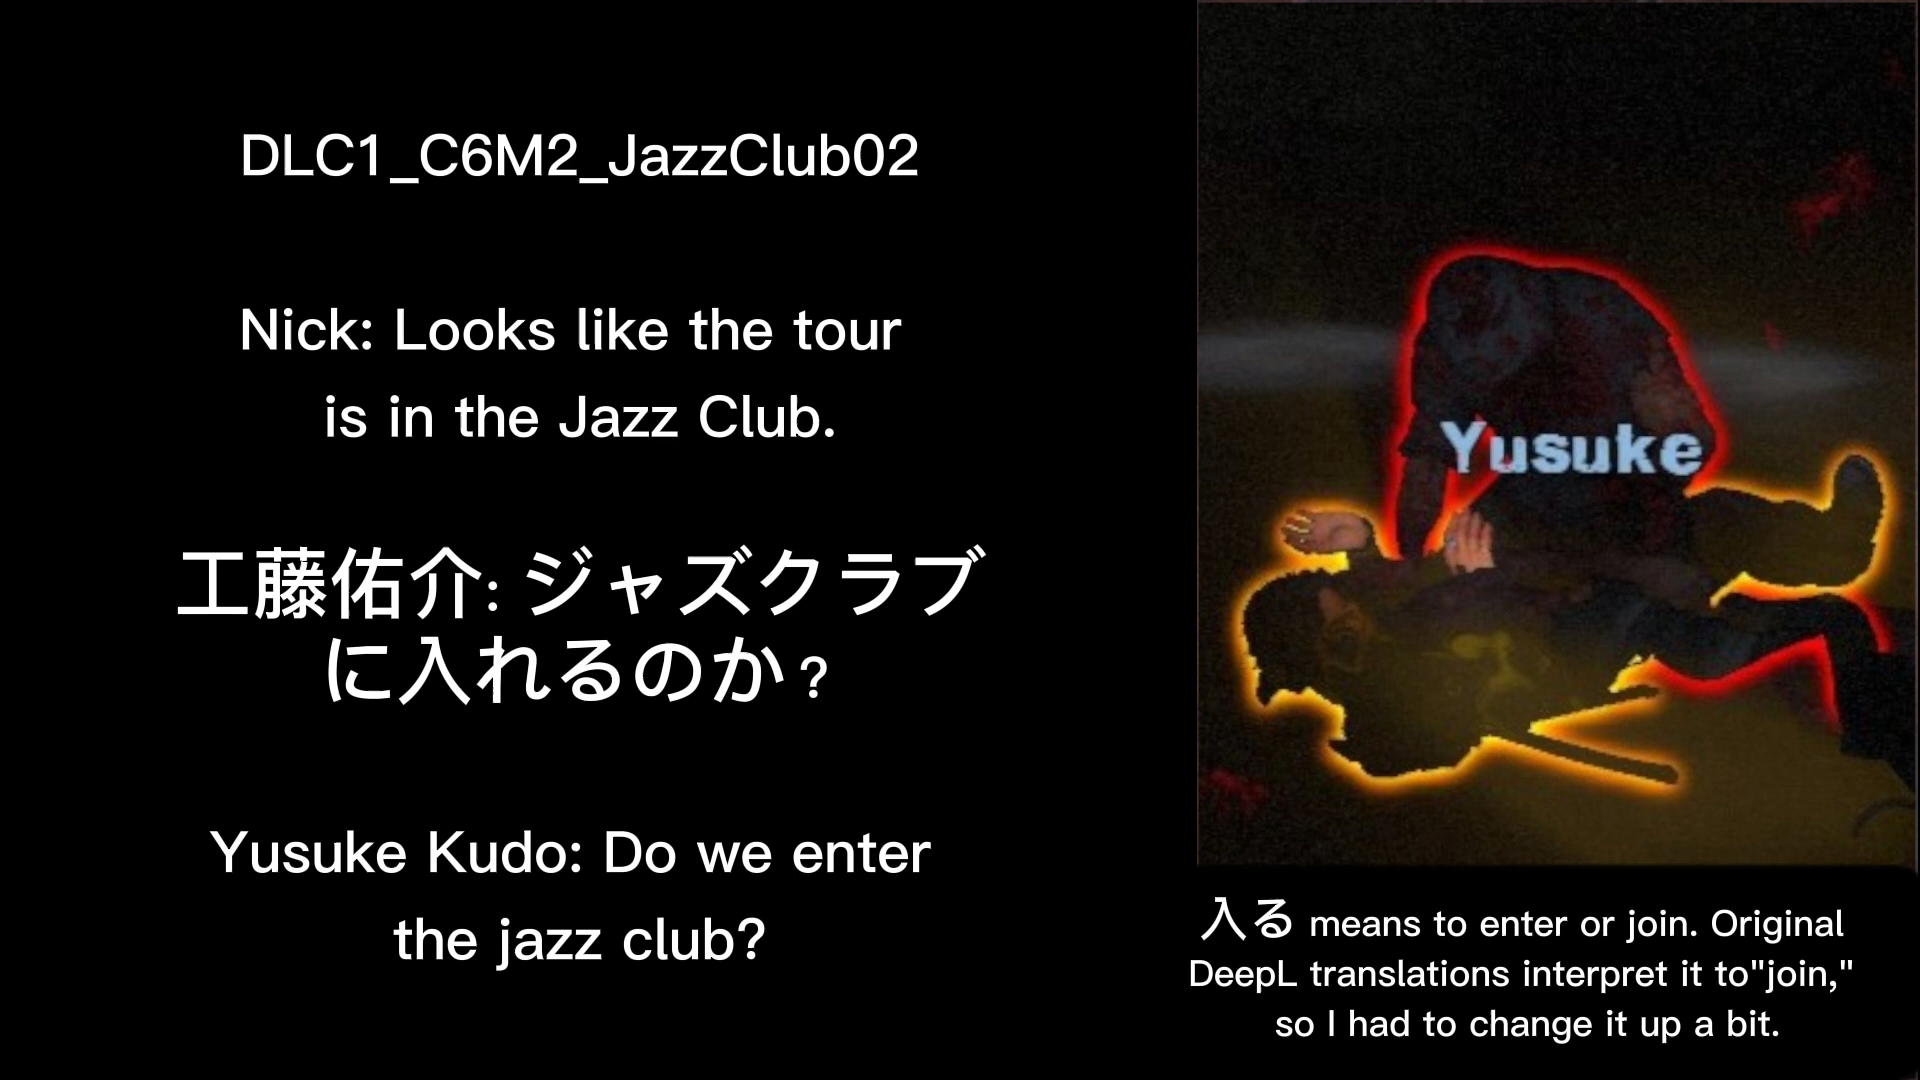 DLC1_C6M2_JazzClub02
Nick: Looks like the tour
is in the Jazz Club.
工藤佑介: ジャズクラブ
に入れるのか?
Yusuke Kudo: Do we enter
the jazz club?
Yusuke
入る means to enter or join. Original
DeepL translations interpret it to"join,"
so I had to change it up a bit.